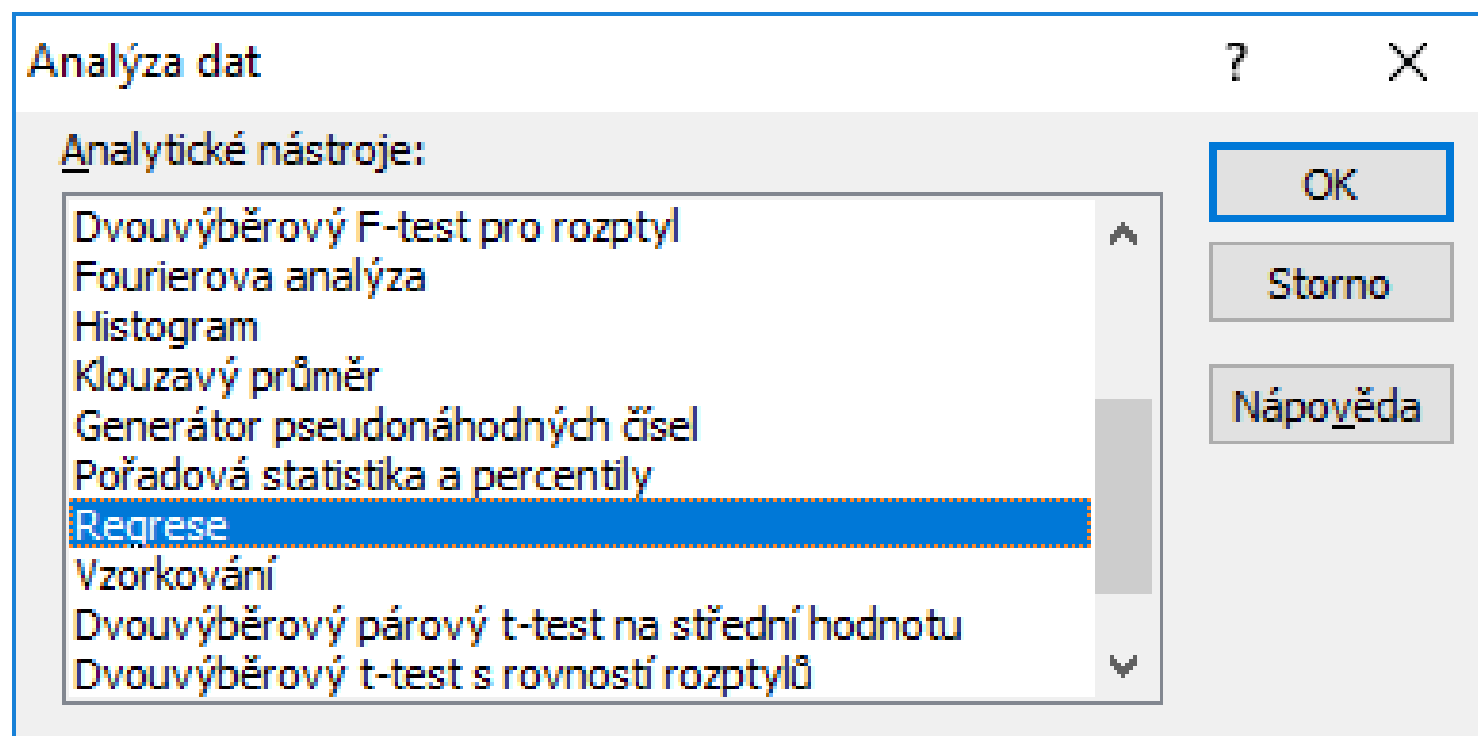 Analýza dat ?
Analytické nástroje:
Dvouvýběrový F-test pro rozptyl
Fourierova analýza
Histogram
Klouzavý průměr
Generátor pseudonáhodných čísel
Pořadová statistika a percentily
Regrese
Vzorkování
Dvouvýběrový párový t-test na střední hodnotu
Dvouvýběrový t-test s rovností rozptylů
OK
Storno
Nápověda